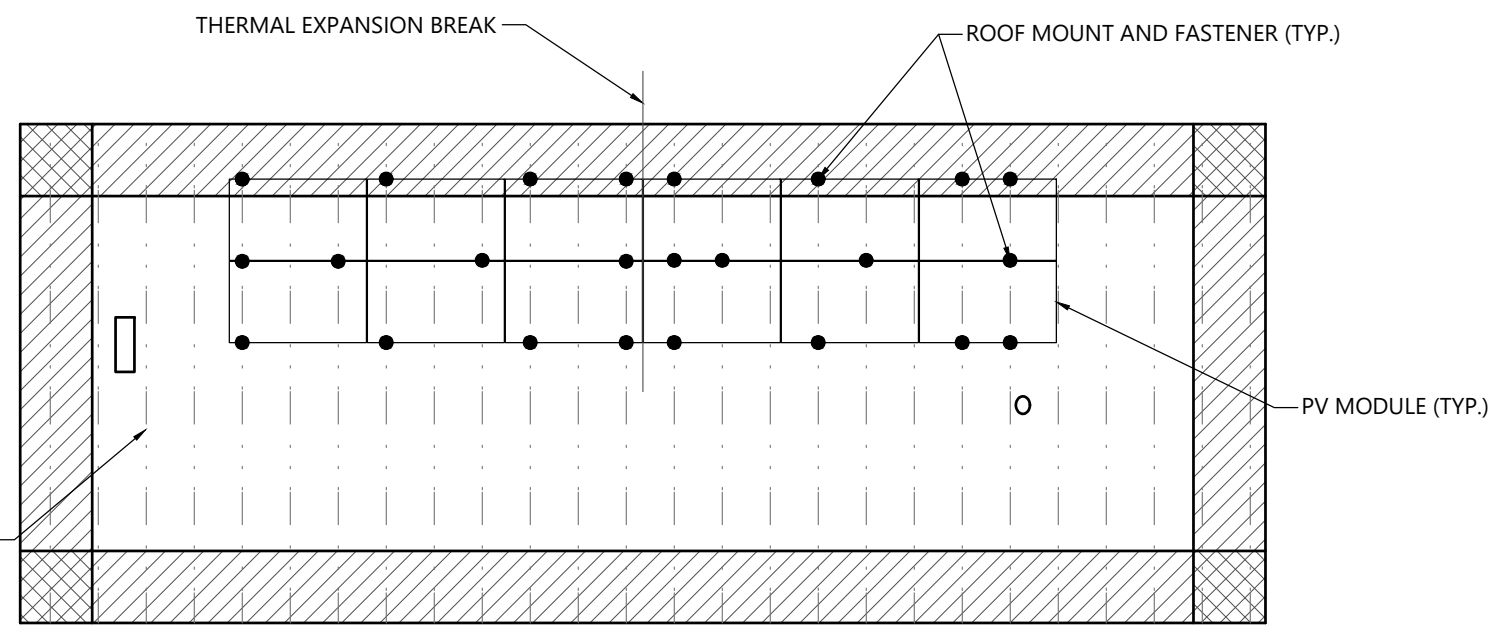 THERMAL EXPANSION BREAK
ROOF MOUNT AND FASTENER (TYP.)
PV MODULE (TYP.)